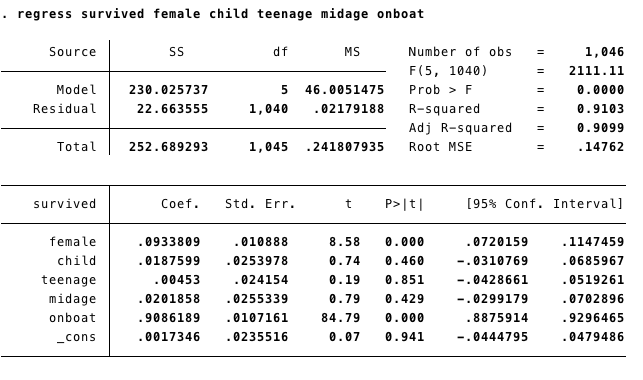 . regress survived female child teenage midage onboat
Source SS df MS Number of obs = 1,046
F(5, 1040) = 2111.11
Model 230.025737 5 46.0051475 Prob > F = 0.0000
Residual 22.663555 1,040 .02179188 R-squared = 0.9103
Adj R-squared = 0.9099
Total 252.689293 1,045 .241807935 Root MSE = .14762
survived Coef. Std. Err. t P>|t| [95% Conf. Interval]
female .0933809 .010888 8.58 0.000 .0720159 .1147459
child .0187599 .0253978 0.74 0.460 -.0310769 .0685967
teenage .00453 .024154 0.19 0.851 -.0428661 .0519261
midage .0201858 .0255339 0.79 0.429 -.0299179 .0702896
onboat .9086189 .0107161 84.79 0.000 .8875914 .9296465
_cons .0017346 .0235516 0.07 0.941 -.0444795 .0479486